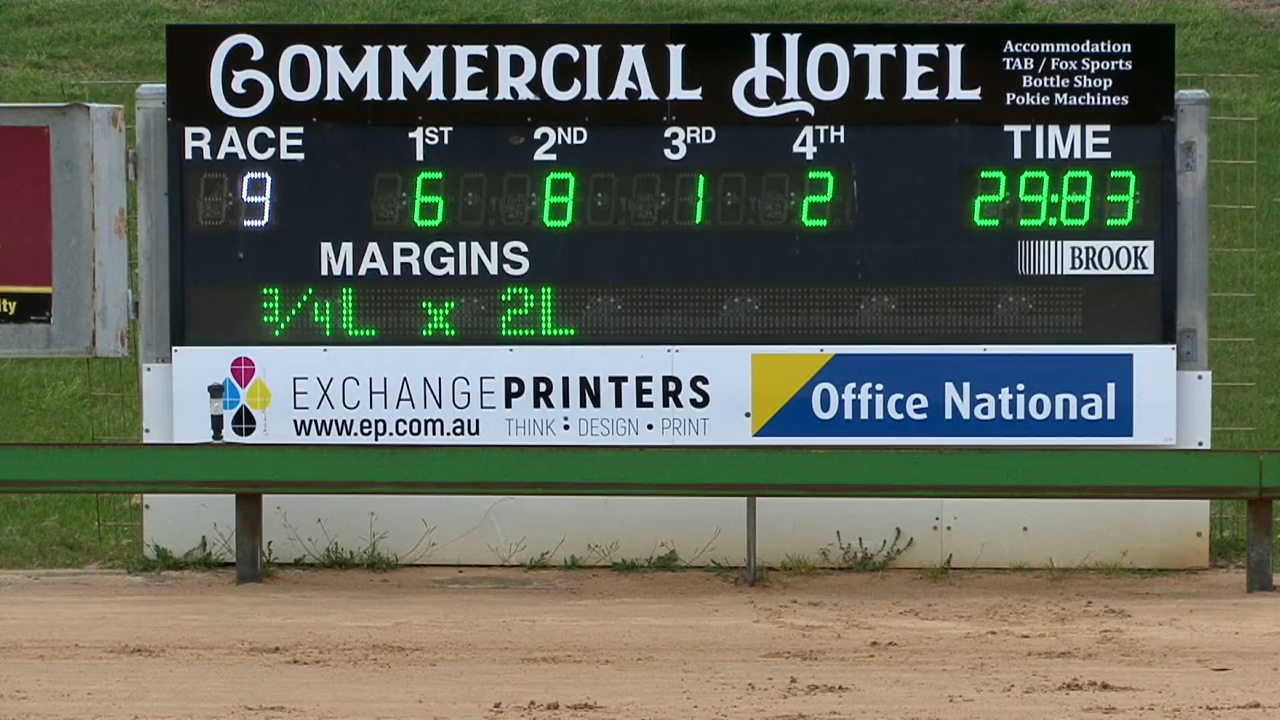 COMMERCIAL HOTEL
Accommodation
TAB / Fox Sports
Bottle Shop
Pokie Machines
RACE 1ST 2ND 3RD 4TH TIME
9 6 8 1 2 29:83
MARGINS
BROOK
3/4L x 2L
ity
EXCHANGEPRINTERS
www.ep.com.au THINK : DESIGN • PRINT
Office National